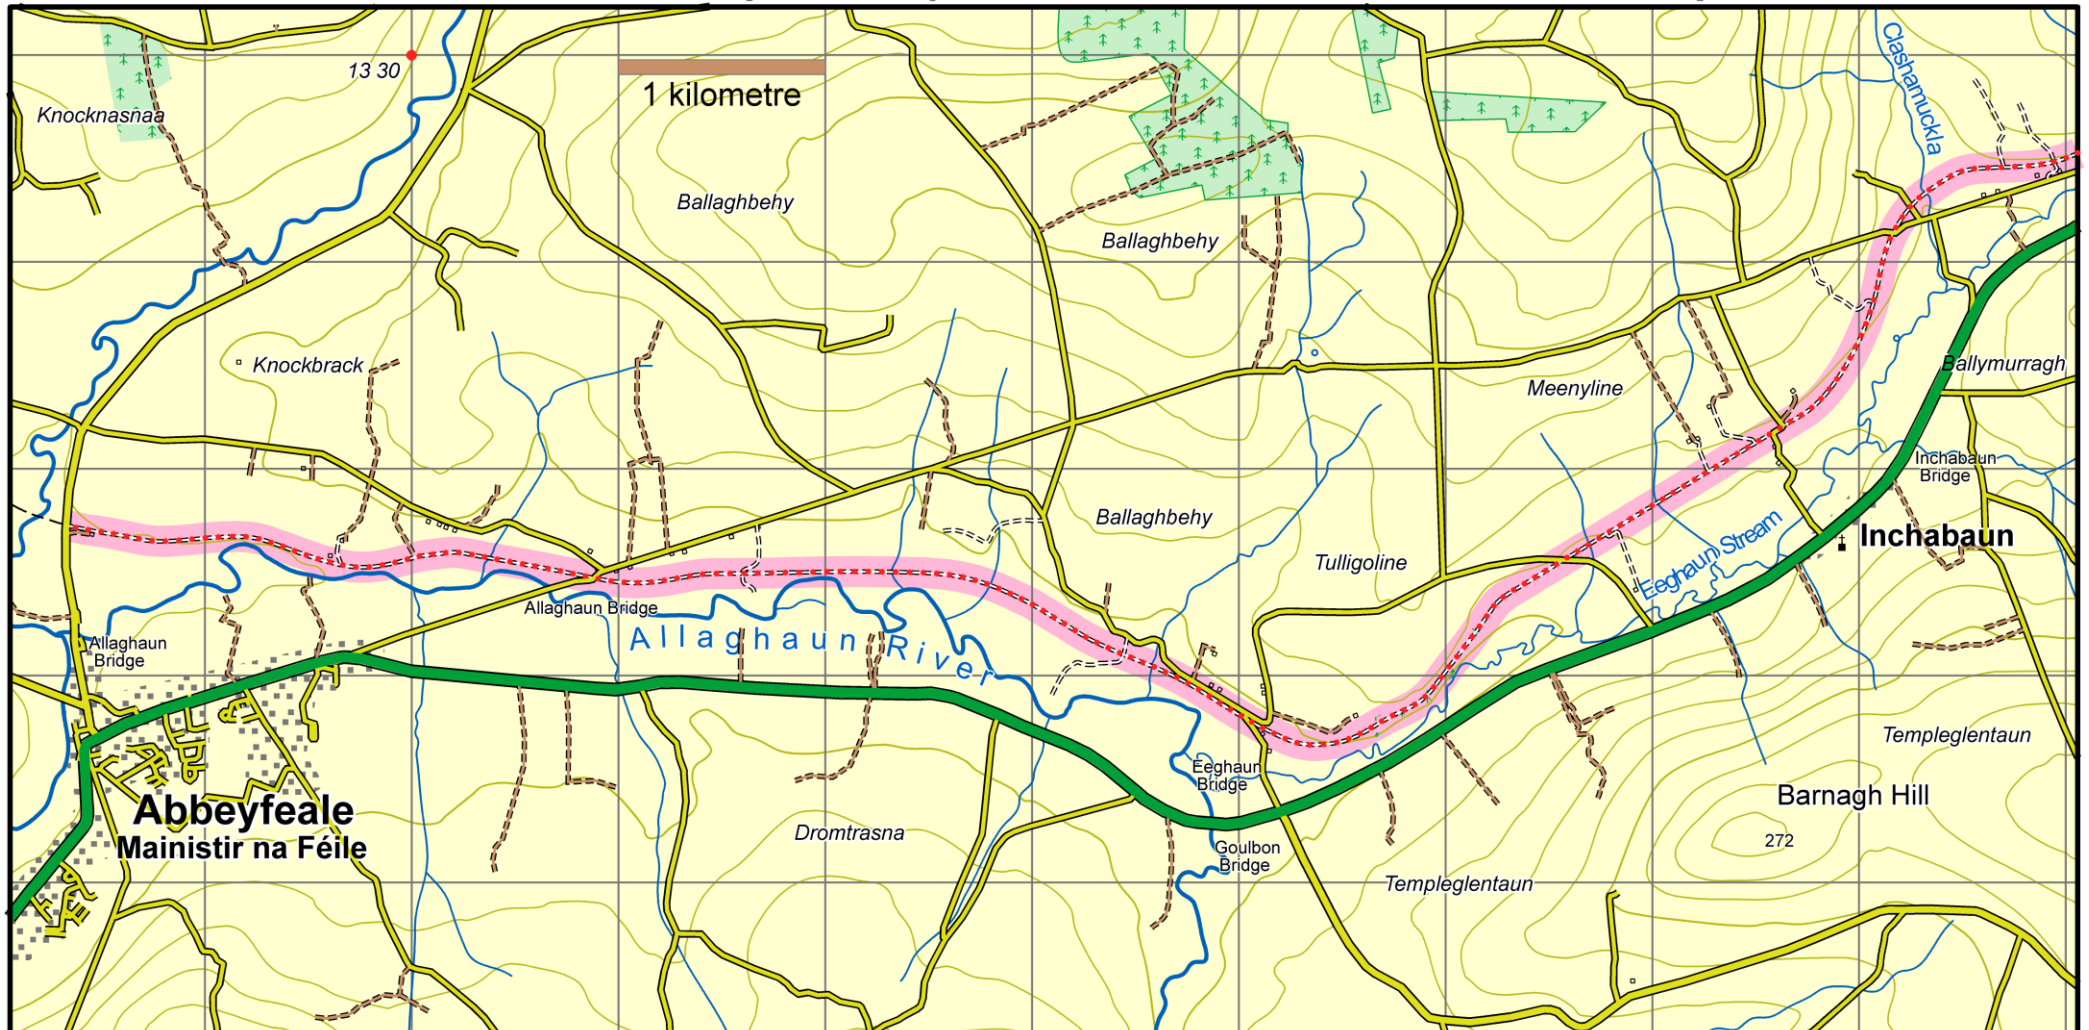 Clashamuckla
13 30
1 kilometre
Knocknasnaa
Ballaghbehy
Ballaghbehy
Knockbrack
Ballymurragh
Meenyline
Inchabaun
Bridge
Ballaghbehy
Inchabaun
Tulligoline
Eeghaun Stream
Allaghaun Bridge
Allaghaun River
Allaghaun
Bridge
Templeglentaun
Eeghaun
Bridge
Barnagh Hill
Abbeyfeale
Mainistir na Féile
Dromtrasna
272
Goulbon
Bridge
Templeglentaun